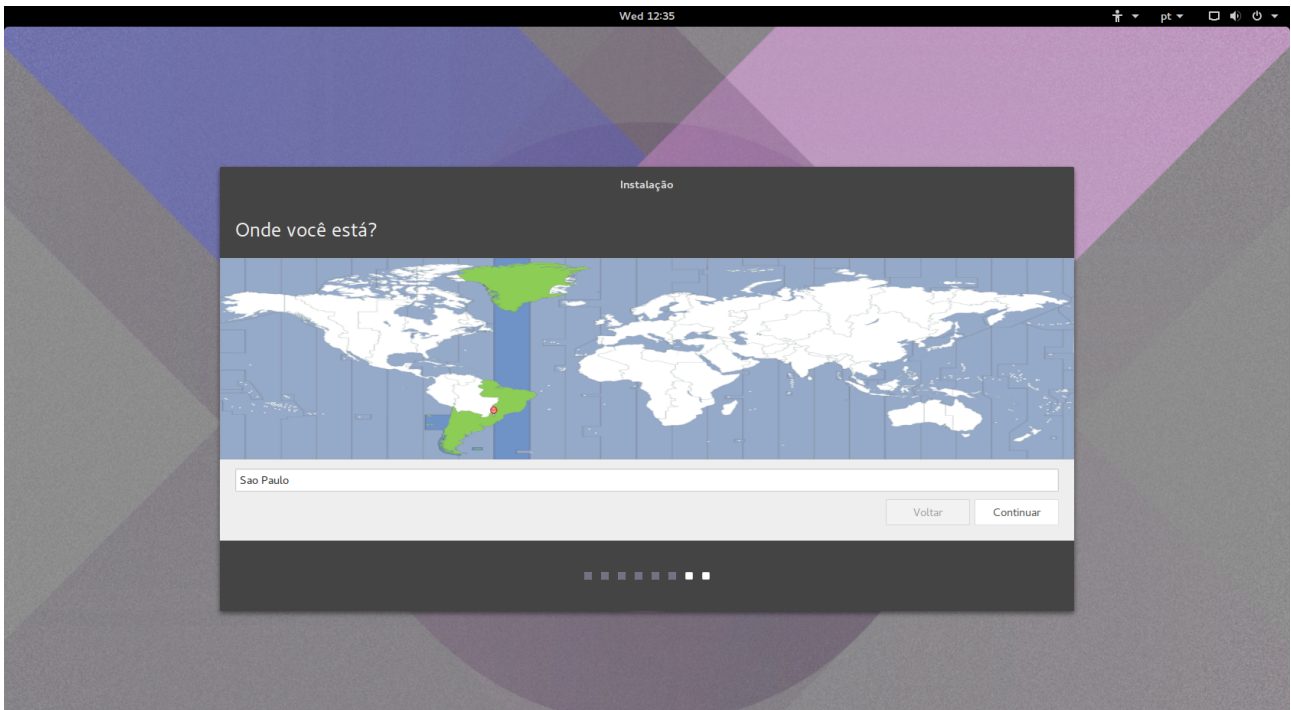 Wed 12:35
pt
Instalação
Onde você está?
Sao Paulo
Voltar
Continuar